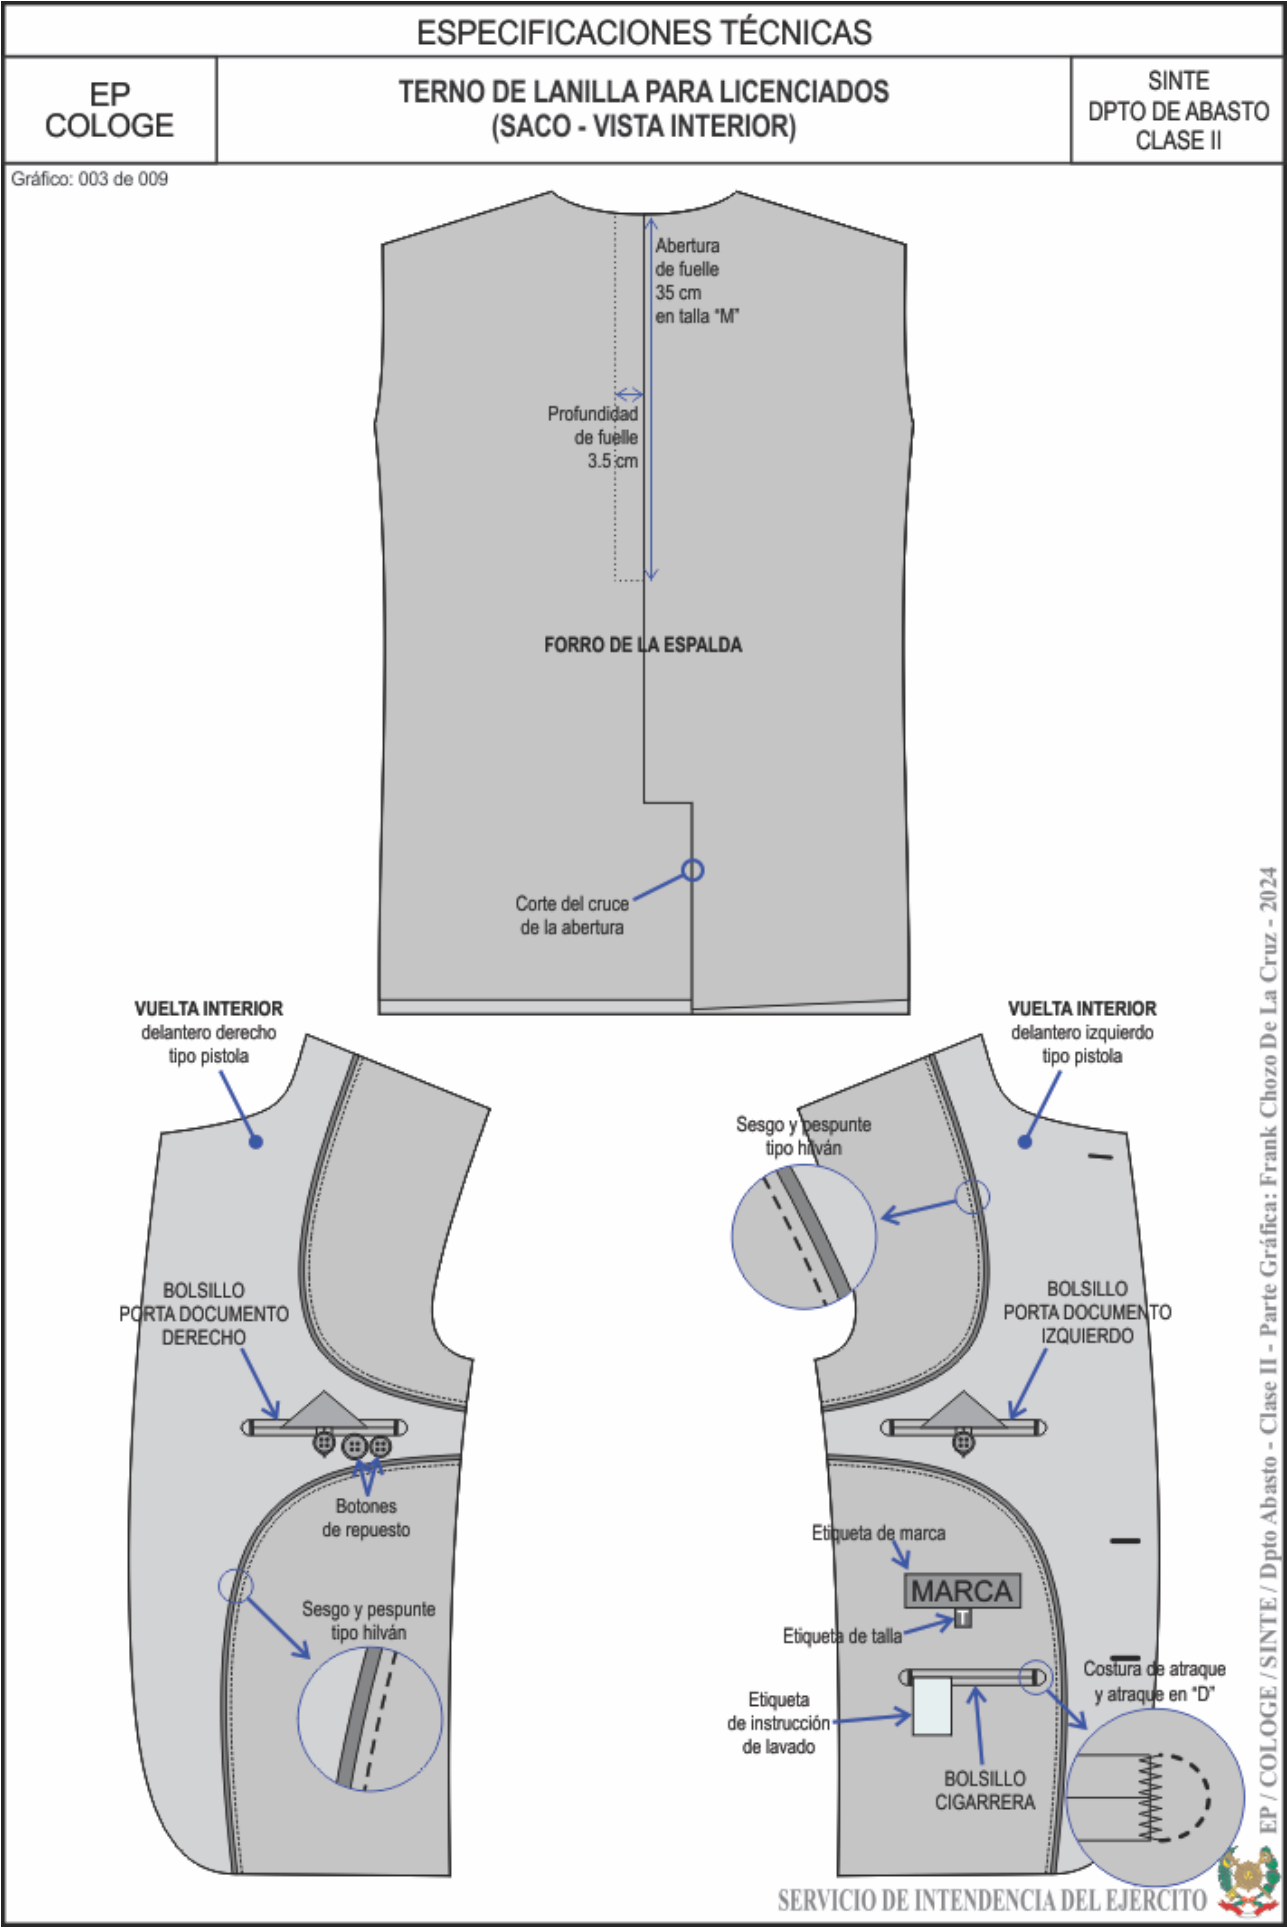 ESPECIFICACIONES TÉCNICAS
EP
COLOGE
TERNO DE LANILLA PARA LICENCIADOS
(SACO - VISTA INTERIOR)
SINTE
DPTO DE ABASTO
CLASE II
Gráfico: 003 de 009
Abertura
de fuelle
35 cm
en talla “M”
Profundidad
de fuelle
3.5 cm
FORRO DE LA ESPALDA
Corte del cruce
de la abertura
VUELTA INTERIOR
delantero derecho
tipo pistola
BOLSILLO
PORTA DOCUMENTO
DERECHO
Botones
de repuesto
Sesgo y pespunte
tipo hilván
VUELTA INTERIOR
delantero izquierdo
tipo pistola
Sesgo y pespunte
tipo hilván
BOLSILLO
PORTA DOCUMENTO
IZQUIERDO
Etiqueta de marca
MARCA
T
Etiqueta de talla
Etiqueta
de instrucción
de lavado
BOLSILLO
CIGARRERA
Costura de atraque
y atraque en “D”
EP / COLOGE / SINTE / Dpto Abasto - Clase II - Parte Gráfica: Frank Chozo De La Cruz - 2024
SERVICIO DE INTENDENCIA DEL EJERCITO